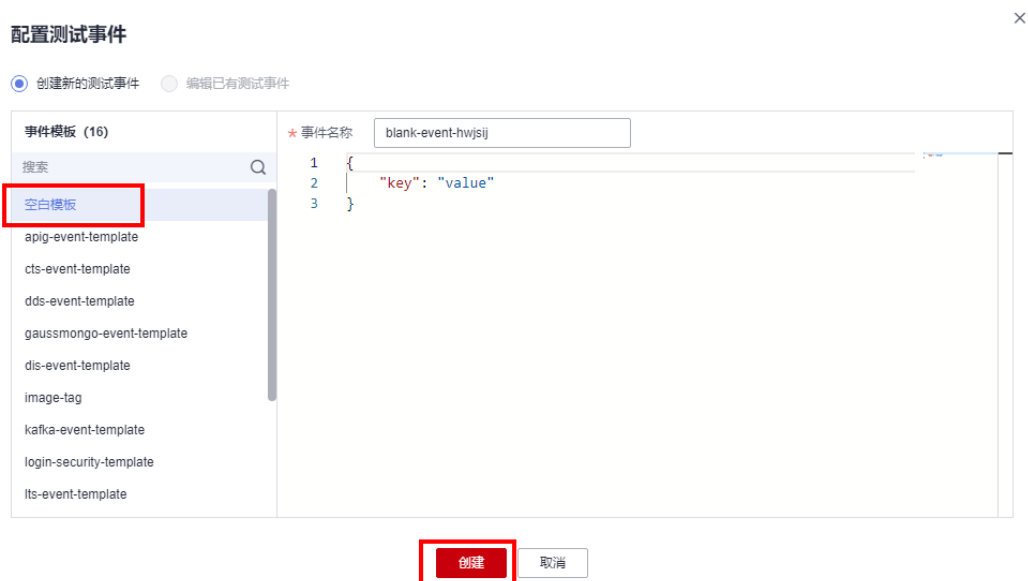 配置测试事件
创建新的测试事件 编辑已有测试事件
事件模板 (16)
搜索
空白模板
apig-event-template
cts-event-template
dds-event-template
gaussmongo-event-template
dis-event-template
image-tag
kafka-event-template
login-security-template
lts-event-template
* 事件名称 blank-event-hwjsij
1 {
2 "key": "value"
3 }
创建 取消